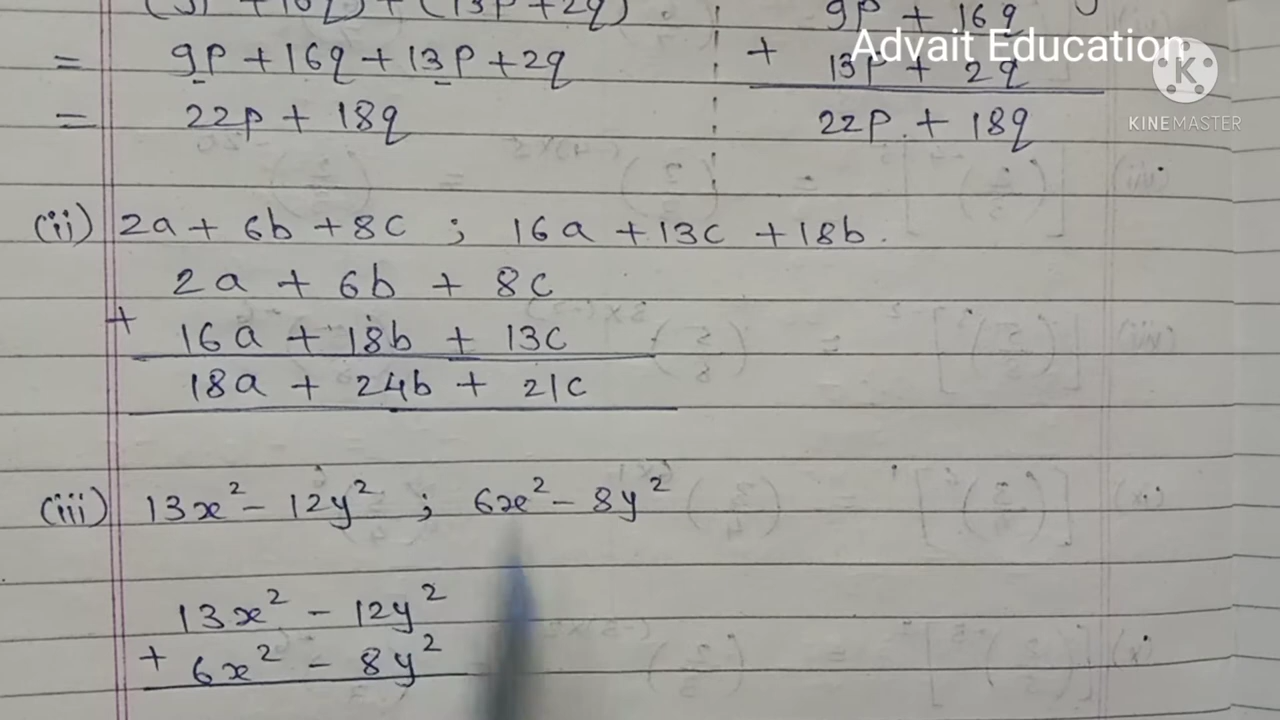 9p + 16q
= 9p + 16q + 13p + 2q
+ 13p + 2q
Advait Education
K
KINEMASTER
= 22p + 18q
22p + 18q
(ii) 2a + 6b + 8c ; 16a + 13c + 18b.
2a + 6b + 8c
+ 16a + 18b + 13c
18a + 24b + 21c
(iii) 13x² - 12y² ; 6x² - 8y²
13x² - 12y²
+ 6x² - 8y²